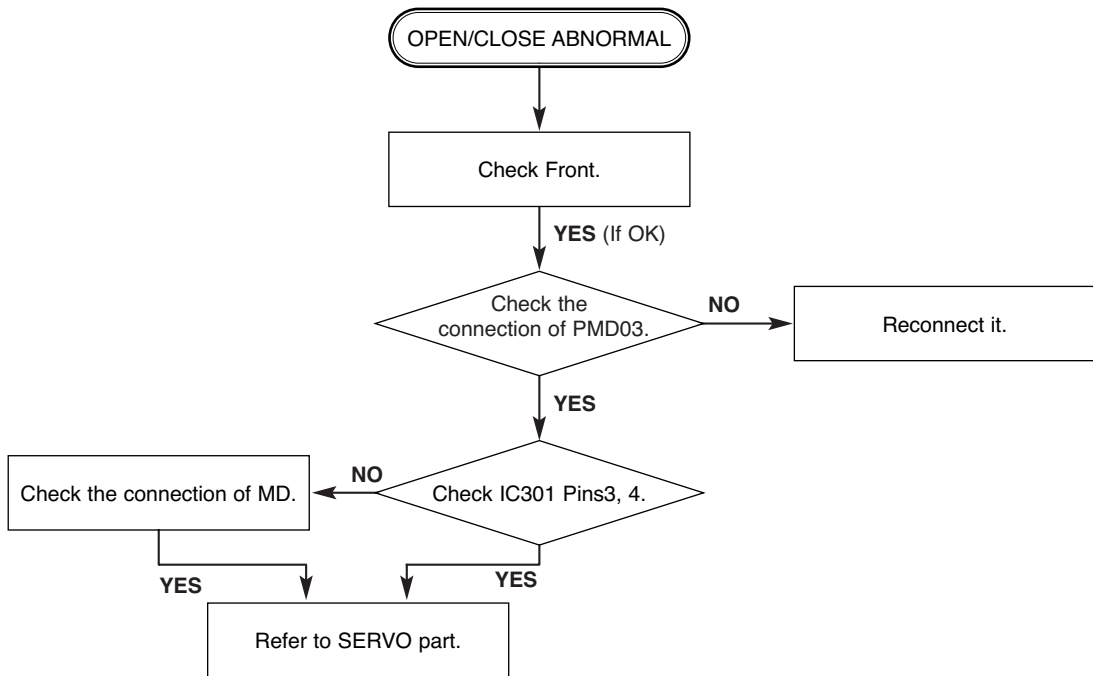 OPEN/CLOSE ABNORMAL
Check Front.
YES (If OK)
Check the
connection of PMD03.
NO
Reconnect it.
YES
Check IC301 Pins3, 4.
NO
Check the connection of MD.
YES
YES
Refer to SERVO part.